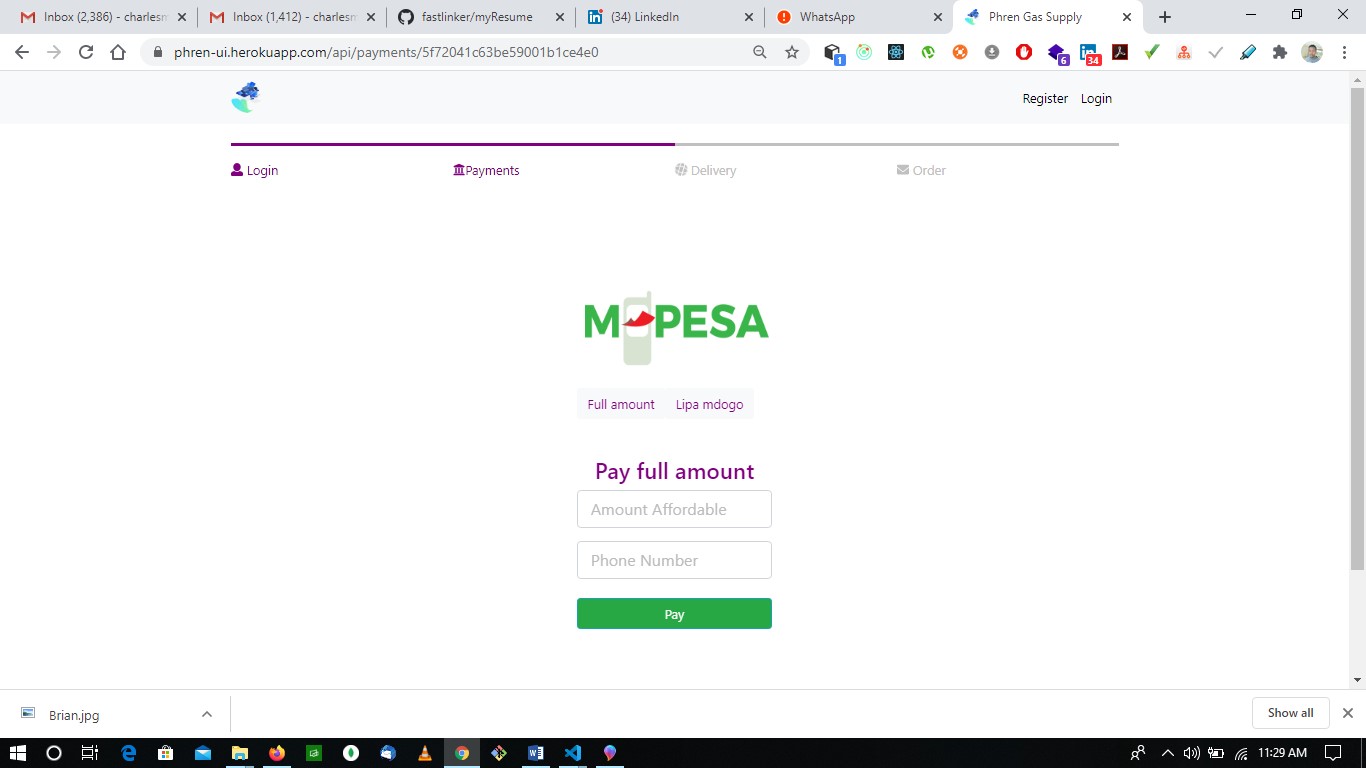 Inbox (2,386) - charlesm
Inbox (1,412) - charlesm
fastlinker/myResume
(34) LinkedIn
WhatsApp
Phren Gas Supply
phren-ui.herokuapp.com/api/payments/5f72041c63be59001b1ce4e0
1
6
34
Register
Login
Login
Payments
Delivery
Order
M PESA
Full amount
Lipa mdogo
Pay full amount
Amount Affordable
Phone Number
Pay
Brian.jpg
Show all
11:29 AM